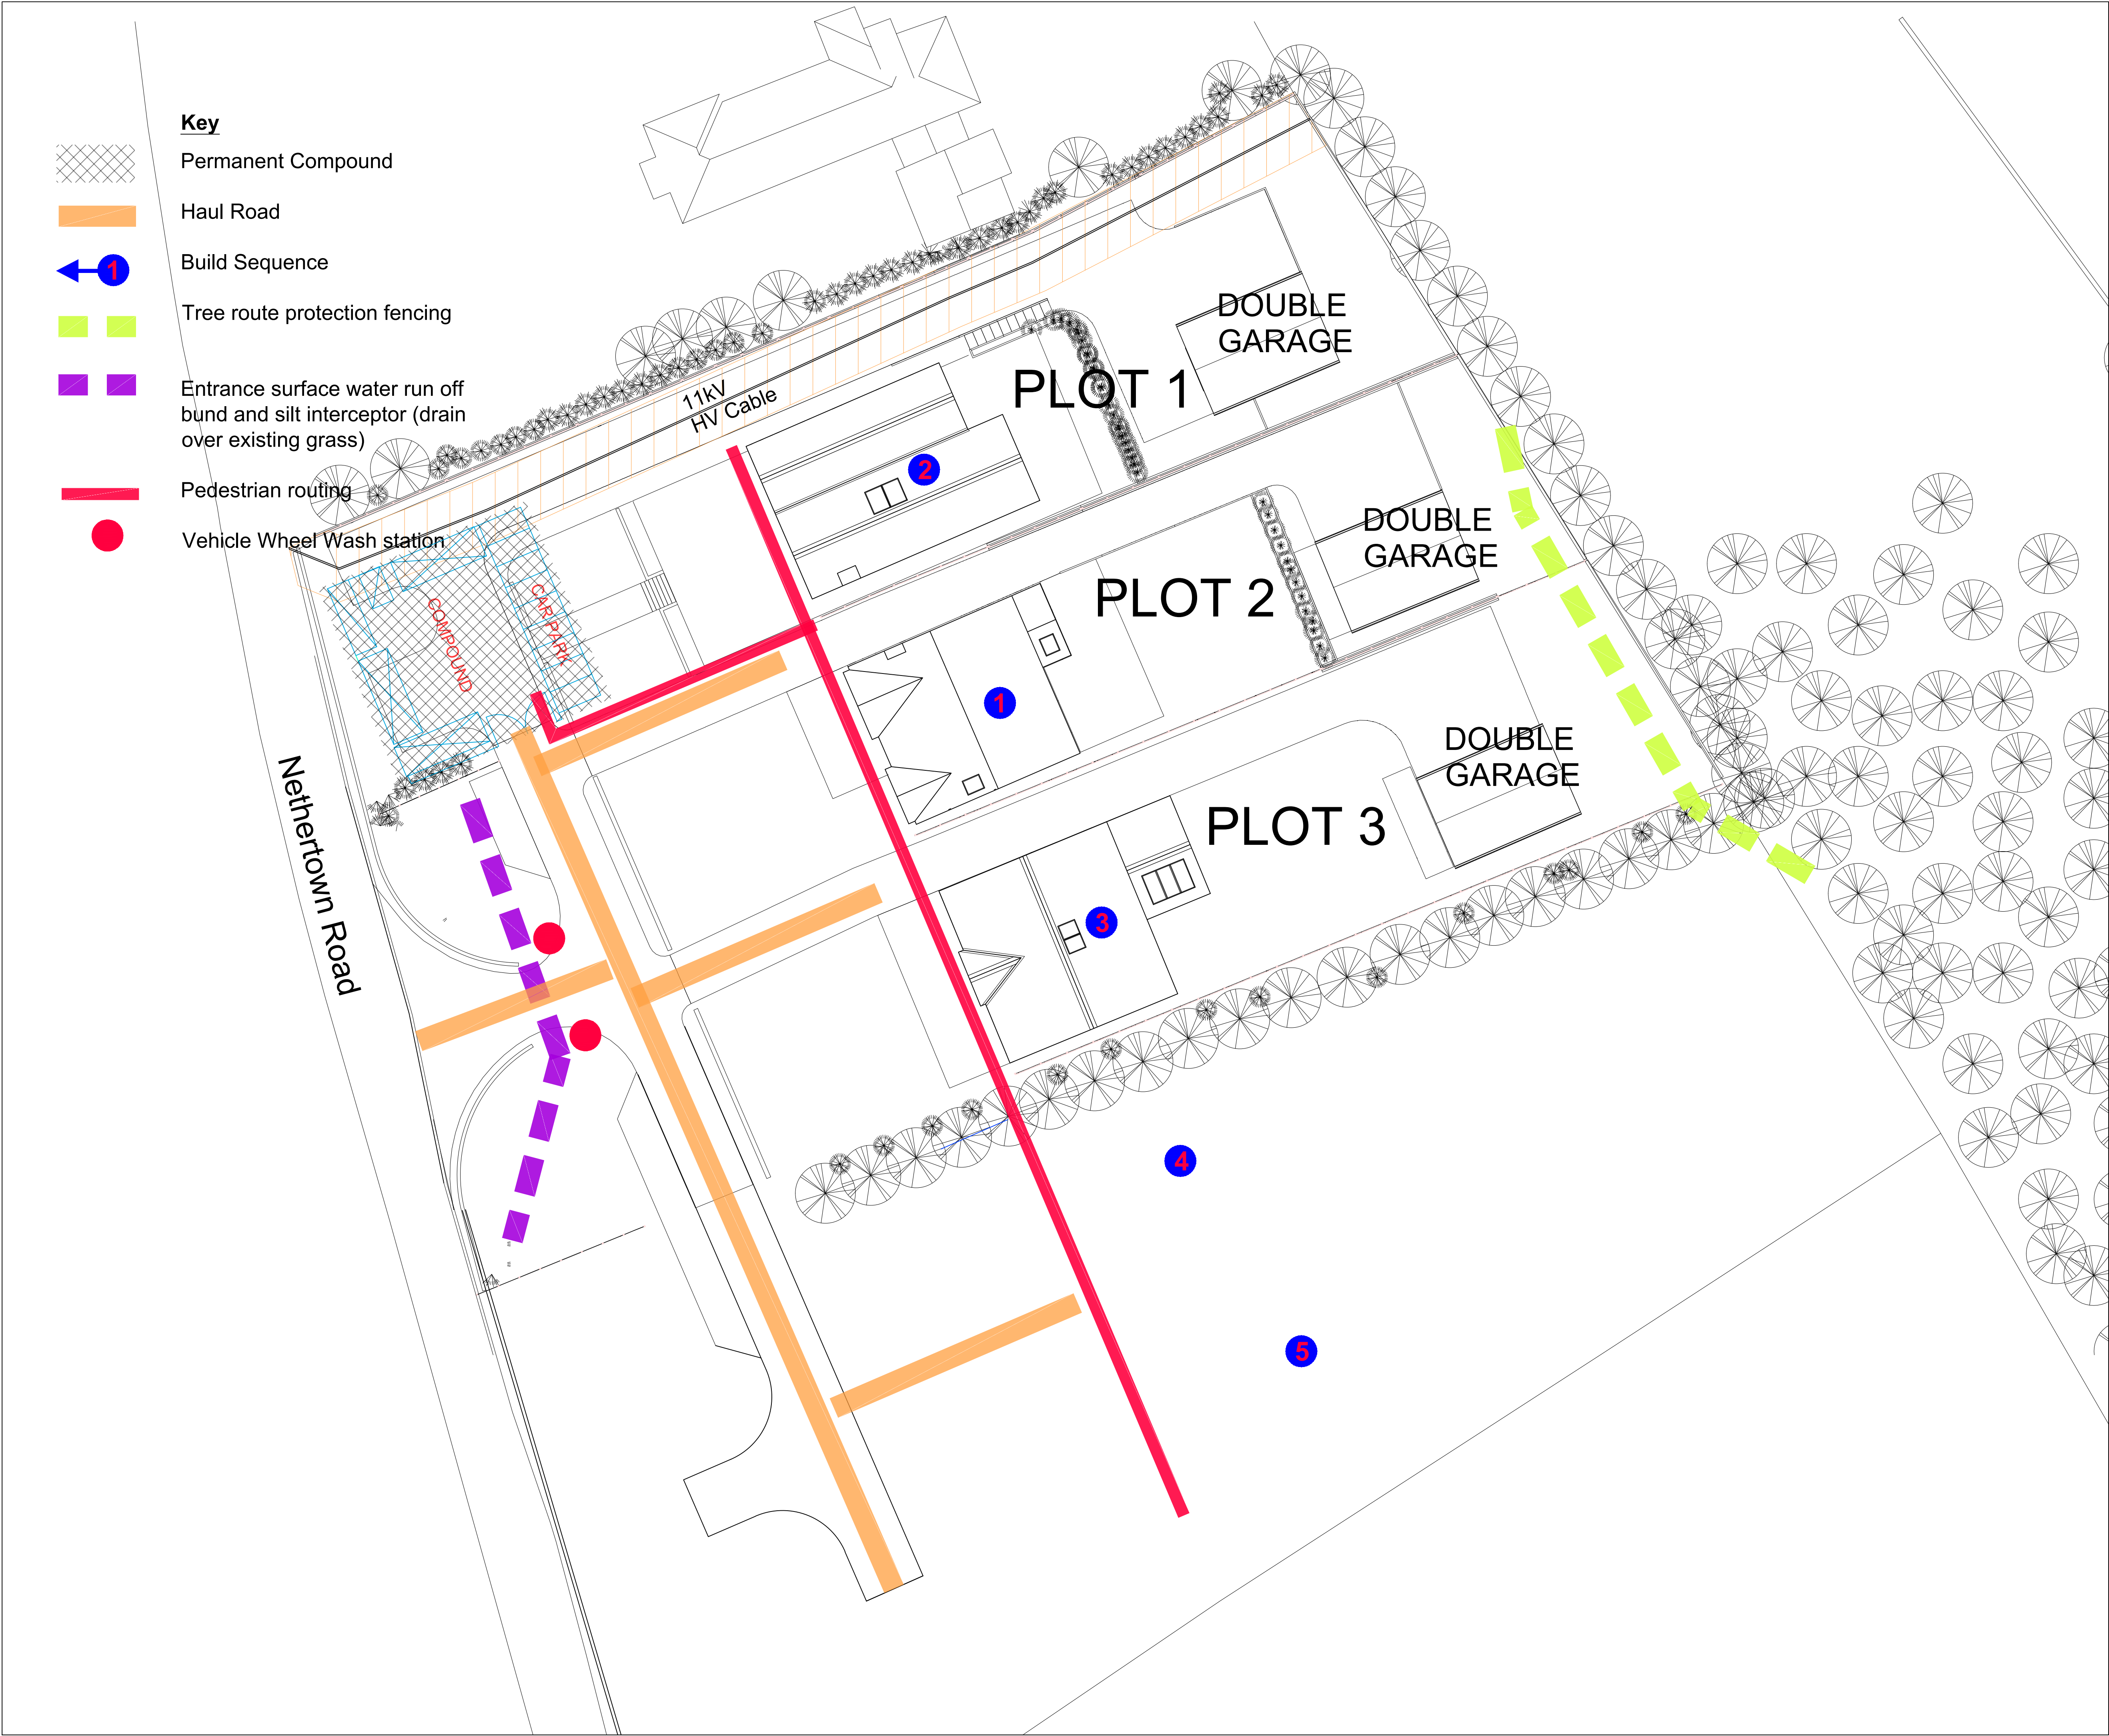 Key
Permanent Compound
Haul Road
1
Build Sequence
Tree route protection fencing
Entrance surface water run off
bund and silt interceptor (drain
over existing grass)
Pedestrian routing
Vehicle Wheel Wash station
11kV
HV Cable
DOUBLE
GARAGE
PLOT 1
2
DOUBLE
GARAGE
PLOT 2
1
COMPOUND
CAR PARK
DOUBLE
GARAGE
PLOT 3
3
Nethertown Road
4
5